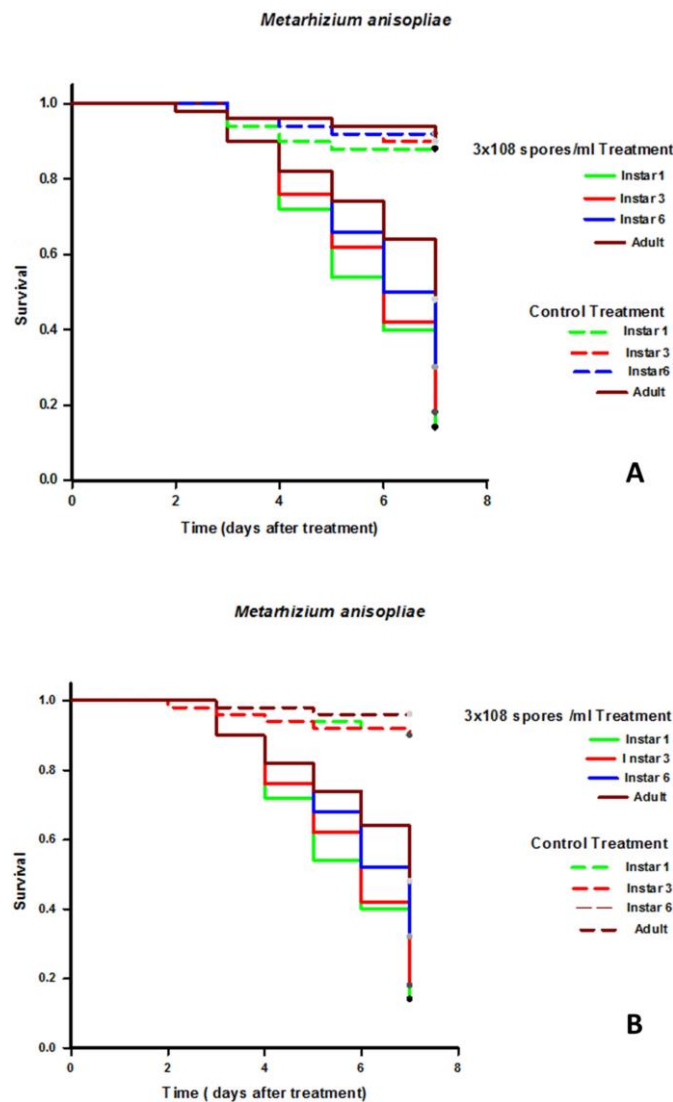 Metarhizium anisopliae
1.0
0.8
0.6
0.4
0.2
0.0
Survival
0
2
4
6
8
Time (days after treatment)
3x108 spores/ml Treatment
Instar 1
Instar 3
Instar 6
Adult
Control Treatment
Instar 1
Instar 3
Instar6
Adult
A
Metarhizium anisopliae
1.0
0.8
0.6
0.4
0.2
0.0
Survival
0
2
4
6
8
Time ( days after treatment)
3x108 spores /ml Treatment
Instar 1
I nstar 3
Instar 6
Adult
Control Treatment
Instar 1
Instar 3
Instar 6
Adult
B